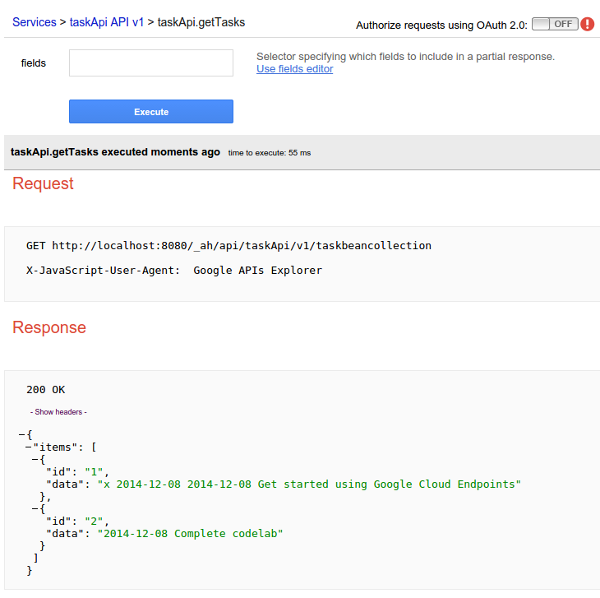 Services > taskApi API v1 > taskApi.getTasks
Authorize requests using OAuth 2.0: OFF !
fields
Selector specifying which fields to include in a partial response.
Use fields editor
Execute
taskApi.getTasks executed moments ago time to execute: 55 ms
Request
GET http://localhost:8080/_ah/api/taskApi/v1/taskbeancollection
X-JavaScript-User-Agent:  Google APIs Explorer
Response
200 OK
- Show headers -
−{
−"items": [
−{
"id": "1",
"data": "x 2014-12-08 2014-12-08 Get started using Google Cloud Endpoints"
},
−{
"id": "2",
"data": "2014-12-08 Complete codelab"
}
]
}